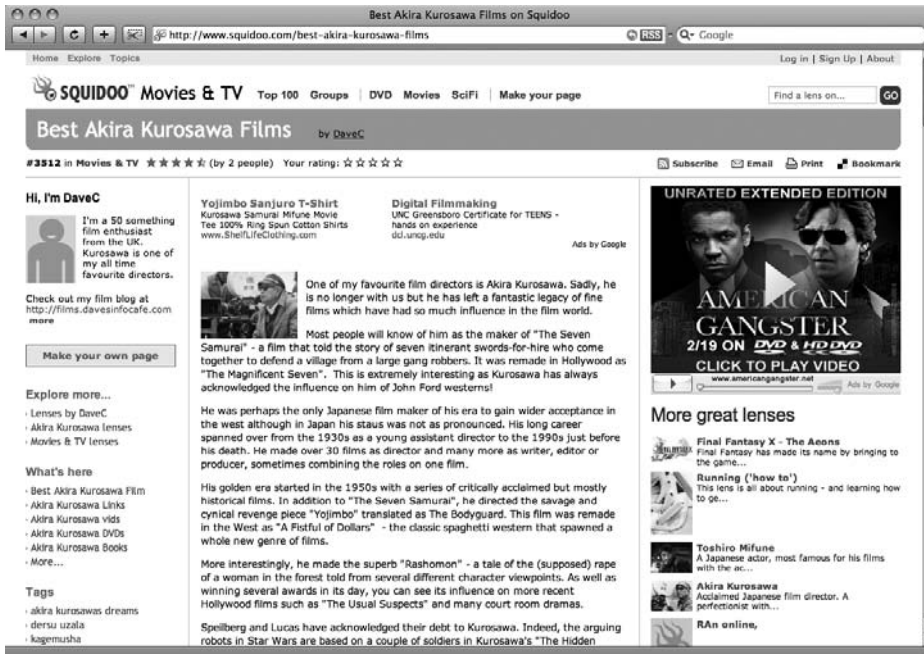 Best Akira Kurosawa Films on Squidoo
http://www.squidoo.com/best-akira-kurosawa-films
RSS
Google
Home Explore Topics
Log in | Sign Up | About
SQUIDOO™ Movies & TV Top 100 Groups | DVD Movies SciFi | Make your page
Find a lens on...
GO
Best Akira Kurosawa Films by DaveC
#3512 in Movies & TV (by 2 people) Your rating:
Subscribe Email Print Bookmark
Hi, I'm DaveC
I'm a 50 something
film enthusiast
from the UK.
Kurosawa is one of
my all time
favourite directors.
Check out my film blog at
http://films.davesinfocafe.com
more
Make your own page
Explore more...
Lenses by DaveC
Akira Kurosawa lenses
Movies & TV lenses
What's here
Best Akira Kurosawa Film
Akira Kurosawa Links
Akira Kurosawa vids
Akira Kurosawa DVDs
Akira Kurosawa Books
More...
Tags
akira kurosawas dreams
dersu uzala
kagemusha
Yojimbo Sanjuro T-Shirt
Kurosawa Samurai Mifune Movie
Tee 100% Ring Spun Cotton Shirts
www.ShelfLifeClothing.com
Digital Filmmaking
UNC Greensboro Certificate for TEENS -
hands on experience
dcl.uncg.edu
Ads by Google
One of my favourite film directors is Akira Kurosawa. Sadly, he
is no longer with us but he has left a fantastic legacy of fine
films which have had so much influence in the film world.
Most people will know of him as the maker of "The Seven
Samurai" - a film that told the story of seven itinerant swords-for-hire who come
together to defend a village from a large gang robbers. It was remade in Hollywood as
"The Magnificent Seven". This is extremely interesting as Kurosawa has always
acknowledged the influence on him of John Ford westerns!
He was perhaps the only Japanese film maker of his era to gain wider acceptance in
the west although in Japan his staus was not as pronounced. His long career
spanned over from the 1930s as a young assistant director to the 1990s just before
his death. He made over 30 films as director and many more as writer, editor or
producer, sometimes combining the roles on one film.
His golden era started in the 1950s with a series of critically acclaimed but mostly
historical films. In addition to "The Seven Samurai", he directed the savage and
cynical revenge piece "Yojimbo" translated as The Bodyguard. This film was remade
in the West as "A Fistful of Dollars" - the classic spaghetti western that spawned a
whole new genre of films.
More interestingly, he made the superb "Rashomon" - a tale of the (supposed) rape
of a woman in the forest told from several different character viewpoints. As well as
winning several awards in its day, you can see its influence on more recent
Hollywood films such as "The Usual Suspects" and many court room dramas.
Speilberg and Lucas have acknowledged their debt to Kurosawa. Indeed, the arguing
robots in Star Wars are based on a couple of soldiers in Kurosawa's "The Hidden
UNRATED EXTENDED EDITION
AMERICAN
GANGSTER
2/19 ON DVD & HD DVD
CLICK TO PLAY VIDEO
www.americangangster.net
Ads by Google
More great lenses
Final Fantasy X - The Aeons
Final Fantasy has made its name by bringing to
the game...
Running ('how to')
This lens is all about running - and learning how
to ge...
Toshiro Mifune
A Japanese actor, most famous for his films
with the ac...
Akira Kurosawa
Acclaimed Japanese film director. A
perfectionist with...
RAn online,